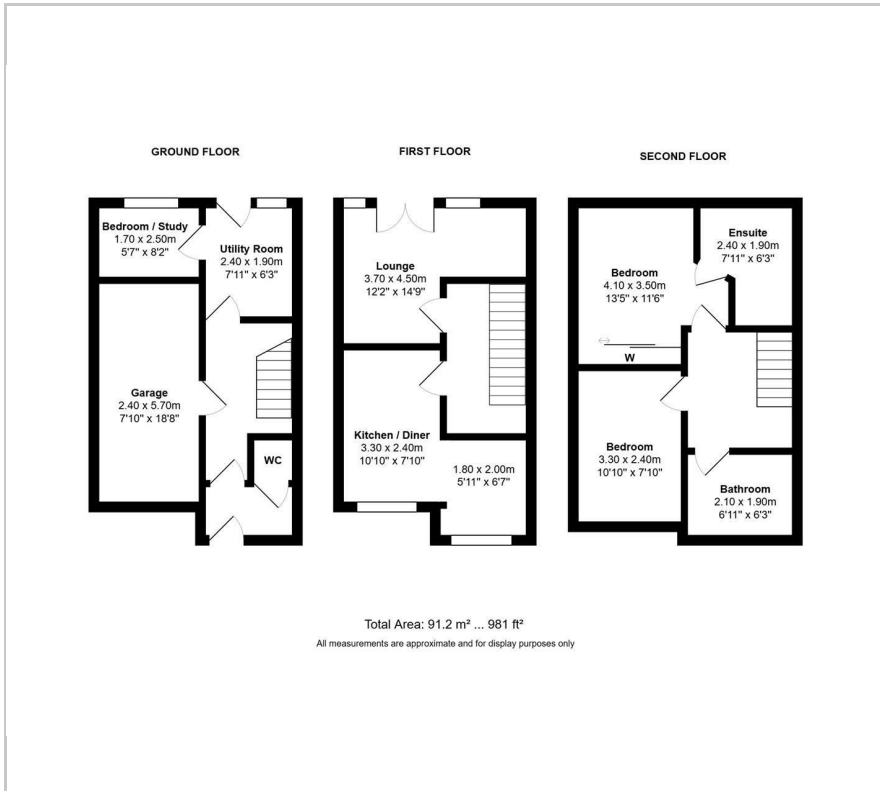 GROUND FLOOR
Bedroom / Study
1.70 x 2.50m
5'7" x 8'2"
Utility Room
2.40 x 1.90m
7'11" x 6'3"
Garage
2.40 x 5.70m
7'10" x 18'8"
WC
FIRST FLOOR
Lounge
3.70 x 4.50m
12'2" x 14'9"
Kitchen / Diner
3.30 x 2.40m
10'10" x 7'10"
1.80 x 2.00m
5'11" x 6'7"
SECOND FLOOR
Ensuite
2.40 x 1.90m
7'11" x 6'3"
Bedroom
4.10 x 3.50m
13'5" x 11'6"
W
Bedroom
3.30 x 2.40m
10'10" x 7'10"
Bathroom
2.10 x 1.90m
6'11" x 6'3"
Total Area: 91.2 m² ... 981 ft²
All measurements are approximate and for display purposes only